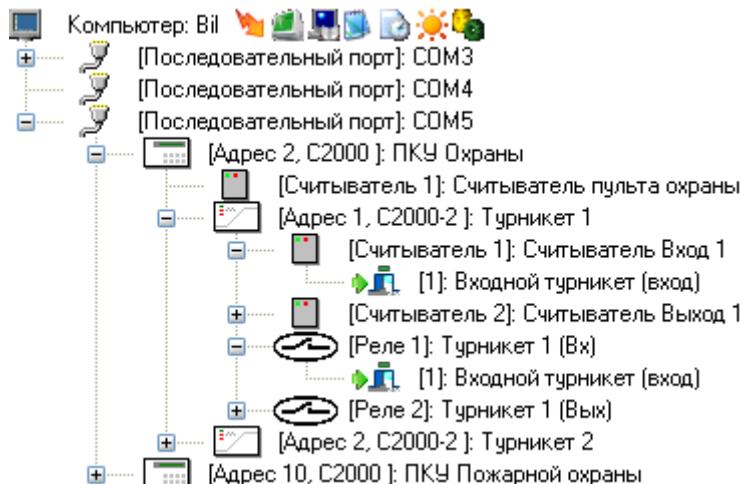 Компьютер: Bil
[Последовательный порт]: COM3
[Последовательный порт]: COM4
[Последовательный порт]: COM5
[Адрес 2, С2000 ]: ПКУ Охраны
[Считыватель 1]: Считыватель пульта охраны
[Адрес 1, С2000-2 ]: Турникет 1
[Считыватель 1]: Считыватель Вход 1
[1]: Входной турникет (вход)
[Считыватель 2]: Считыватель Выход 1
[Реле 1]: Турникет 1 (Вх)
[1]: Входной турникет (вход)
[Реле 2]: Турникет 1 (Вых)
[Адрес 2, С2000-2 ]: Турникет 2
[Адрес 10, С2000 ]: ПКУ Пожарной охраны